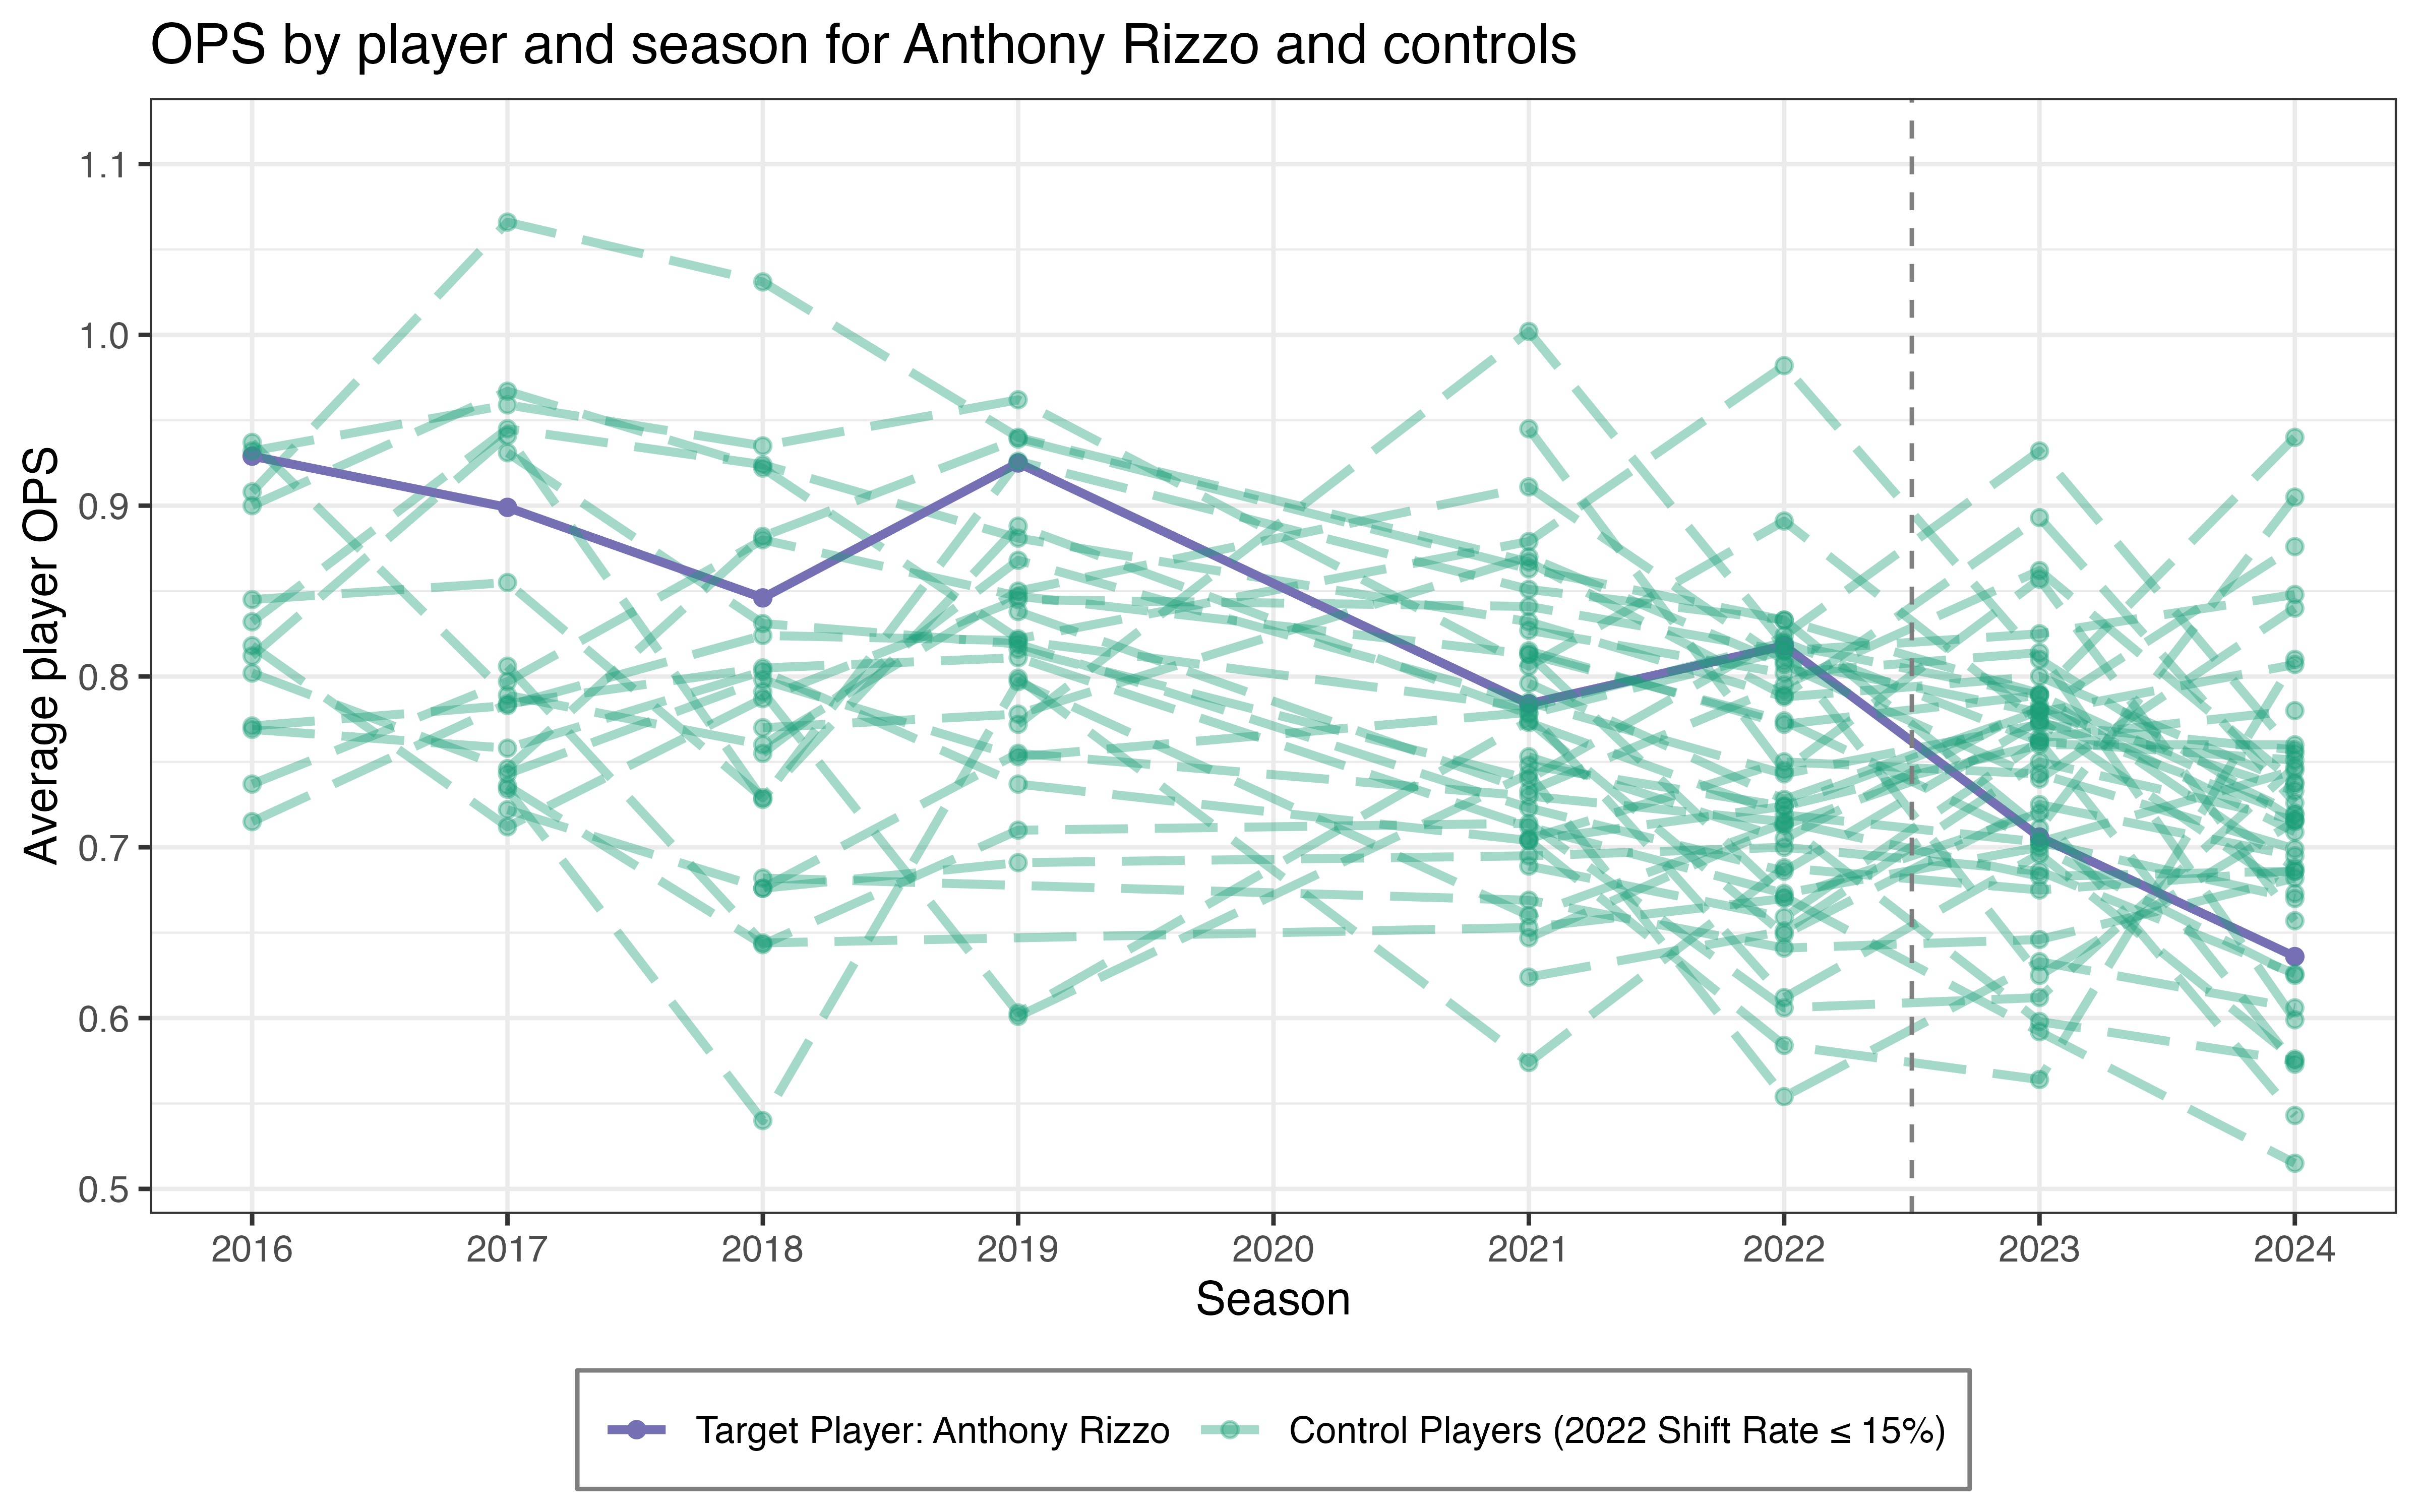 OPS by player and season for Anthony Rizzo and controls
Average player OPS
1.1
1.0
0.9
0.8
0.7
0.6
0.5
2016 2017 2018 2019 2020 2021 2022 2023 2024
Season
Target Player: Anthony Rizzo Control Players (2022 Shift Rate ≤ 15%)